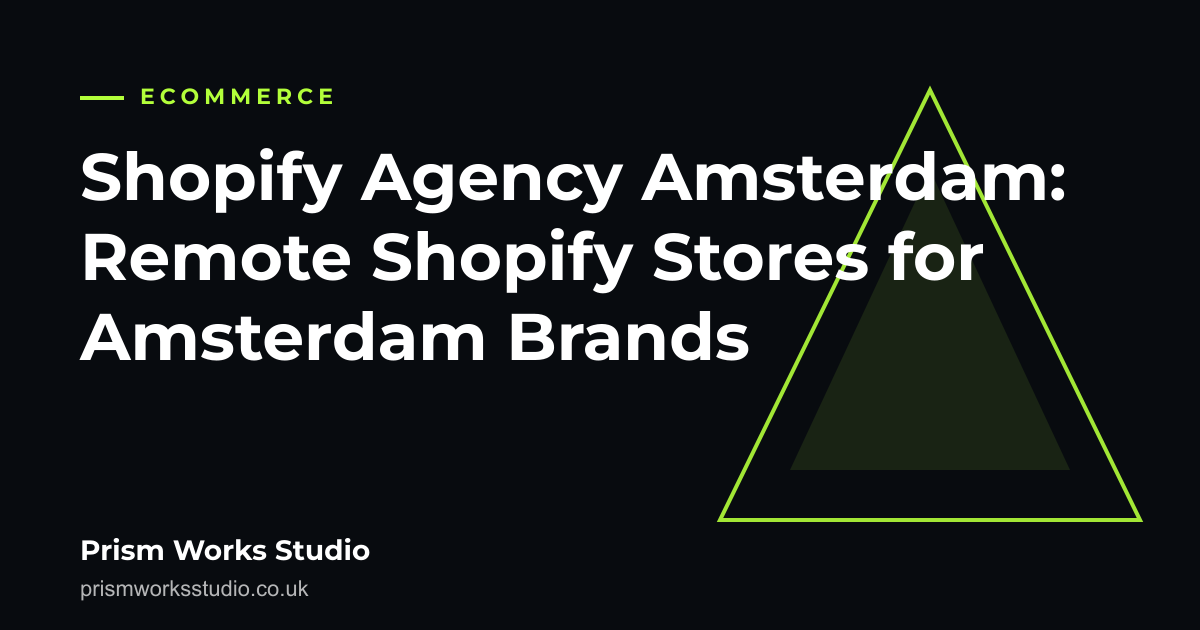 ECOMMERCE
Shopify Agency Amsterdam:
Remote Shopify Stores for
Amsterdam Brands
Prism Works Studio
prismworksstudio.co.uk